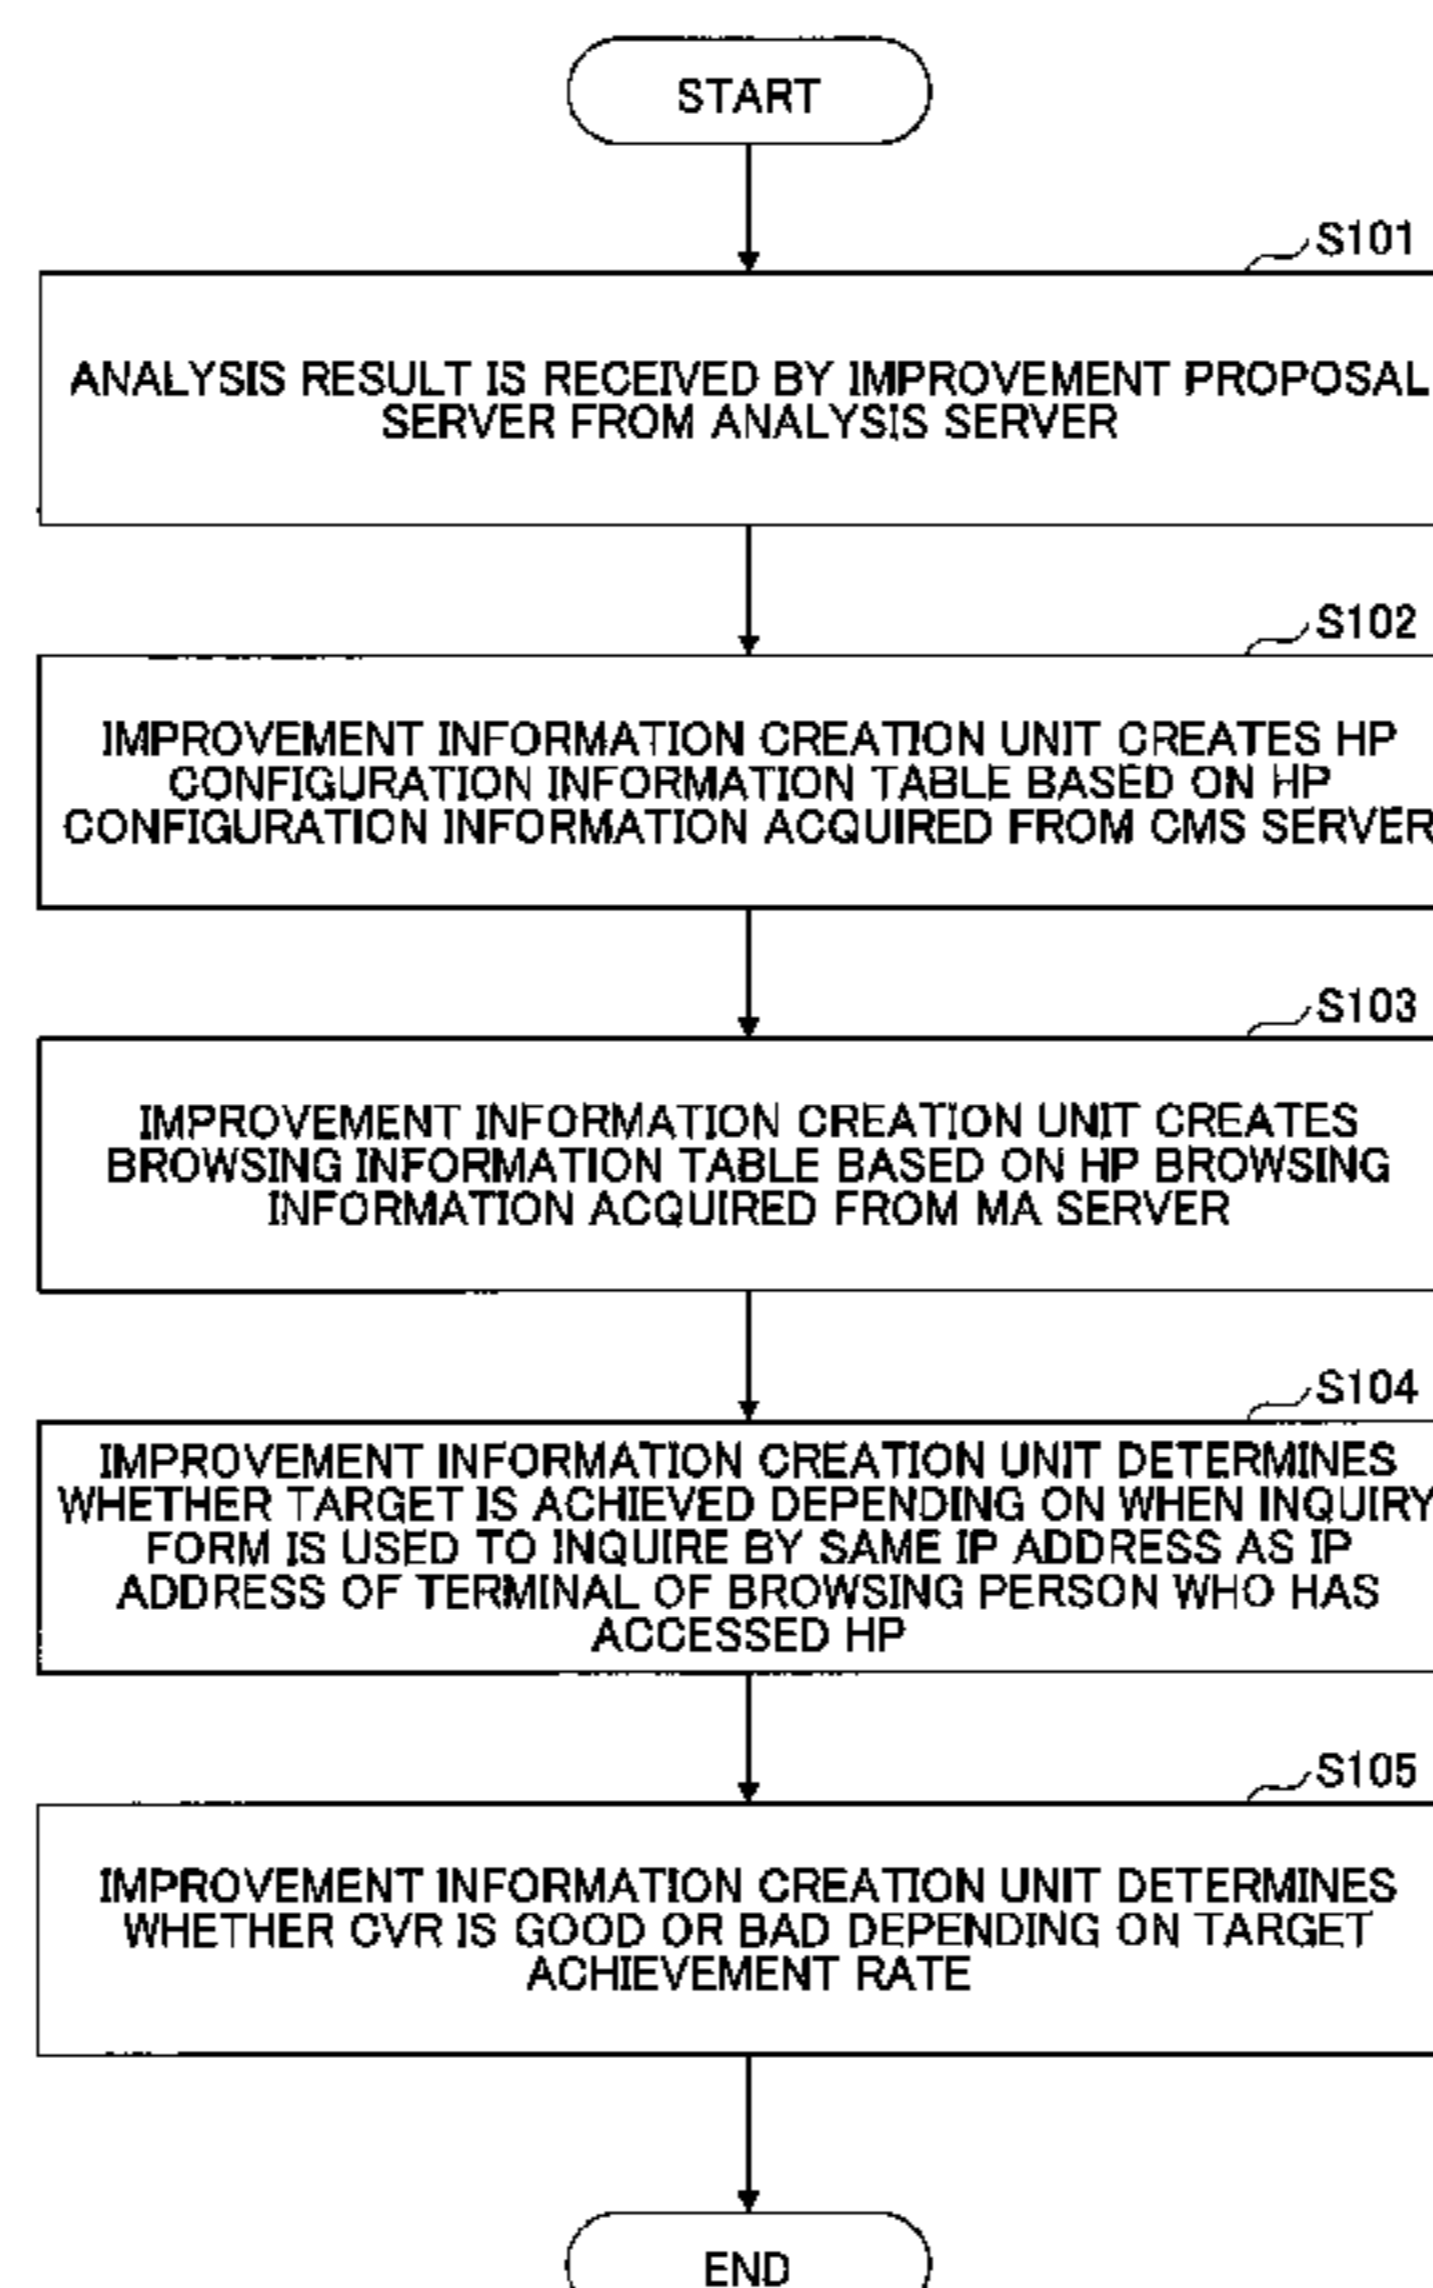 START
S101
ANALYSIS RESULT IS RECEIVED BY IMPROVEMENT PROPOSAL
SERVER FROM ANALYSIS SERVER
S102
IMPROVEMENT INFORMATION CREATION UNIT CREATES HP
CONFIGURATION INFORMATION TABLE BASED ON HP
CONFIGURATION INFORMATION ACQUIRED FROM CMS SERVER
S103
IMPROVEMENT INFORMATION CREATION UNIT CREATES
BROWSING INFORMATION TABLE BASED ON HP BROWSING
INFORMATION ACQUIRED FROM MA SERVER
S104
IMPROVEMENT INFORMATION CREATION UNIT DETERMINES
WHETHER TARGET IS ACHIEVED DEPENDING ON WHEN INQUIRY
FORM IS USED TO INQUIRE BY SAME IP ADDRESS AS IP
ADDRESS OF TERMINAL OF BROWSING PERSON WHO HAS
ACCESSED HP
S105
IMPROVEMENT INFORMATION CREATION UNIT DETERMINES
WHETHER CVR IS GOOD OR BAD DEPENDING ON TARGET
ACHIEVEMENT RATE
END